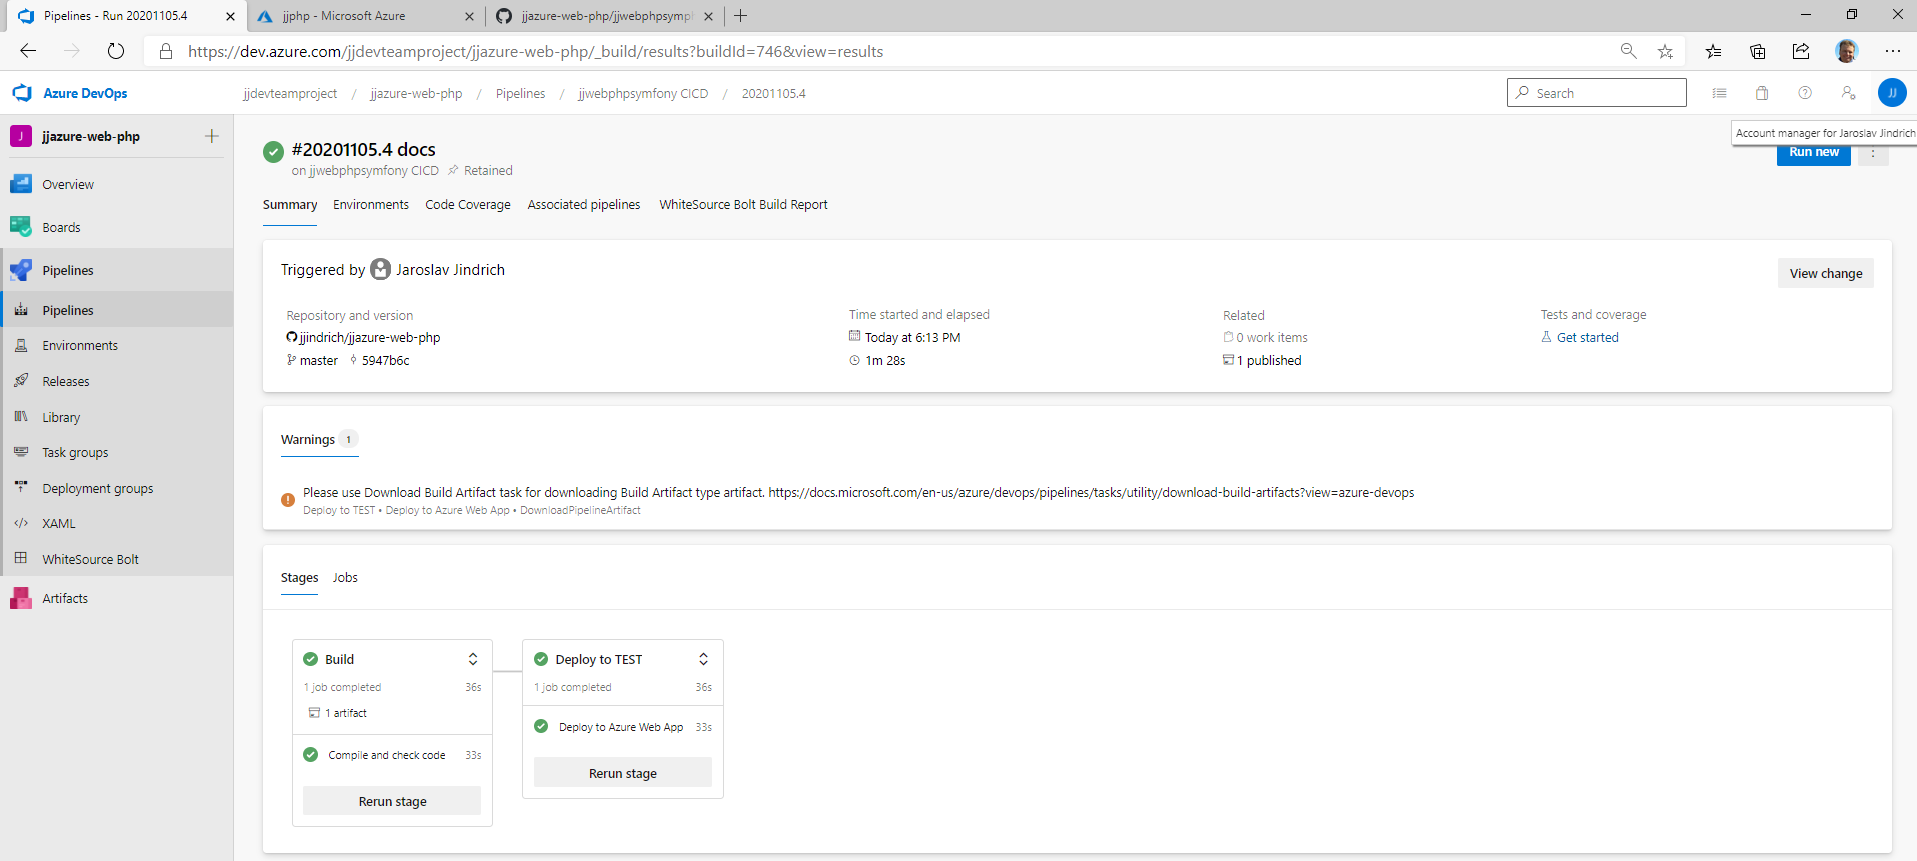 Pipelines - Run 20201105.4
jjphp - Microsoft Azure
jjazure-web-php/jjwebphpsymph
https://dev.azure.com/jjdevteamproject/jjazure-web-php/_build/results?buildId=746&view=results
Azure DevOps
jjdevteamproject / jjazure-web-php / Pipelines / jjwebphpsymfony CICD / 20201105.4
Search
JJ
J jjazure-web-php
Account manager for Jaroslav Jindrich
Overview
Boards
Pipelines
Pipelines
Environments
Releases
Library
Task groups
Deployment groups
XAML
WhiteSource Bolt
Artifacts
#20201105.4 docs
on jjwebphpsymfony CICD Retained
Run new
Summary Environments Code Coverage Associated pipelines WhiteSource Bolt Build Report
Triggered by Jaroslav Jindrich
View change
Repository and version
jjindrich/jjazure-web-php
master 5947b6c
Time started and elapsed
Today at 6:13 PM
1m 28s
Related
0 work items
1 published
Tests and coverage
Get started
Warnings 1
Please use Download Build Artifact task for downloading Build Artifact type artifact. https://docs.microsoft.com/en-us/azure/devops/pipelines/tasks/utility/download-build-artifacts?view=azure-devops
Deploy to TEST • Deploy to Azure Web App • DownloadPipelineArtifact
Stages Jobs
Build
1 job completed 36s
1 artifact
Compile and check code 33s
Rerun stage
Deploy to TEST
1 job completed 36s
Deploy to Azure Web App 33s
Rerun stage